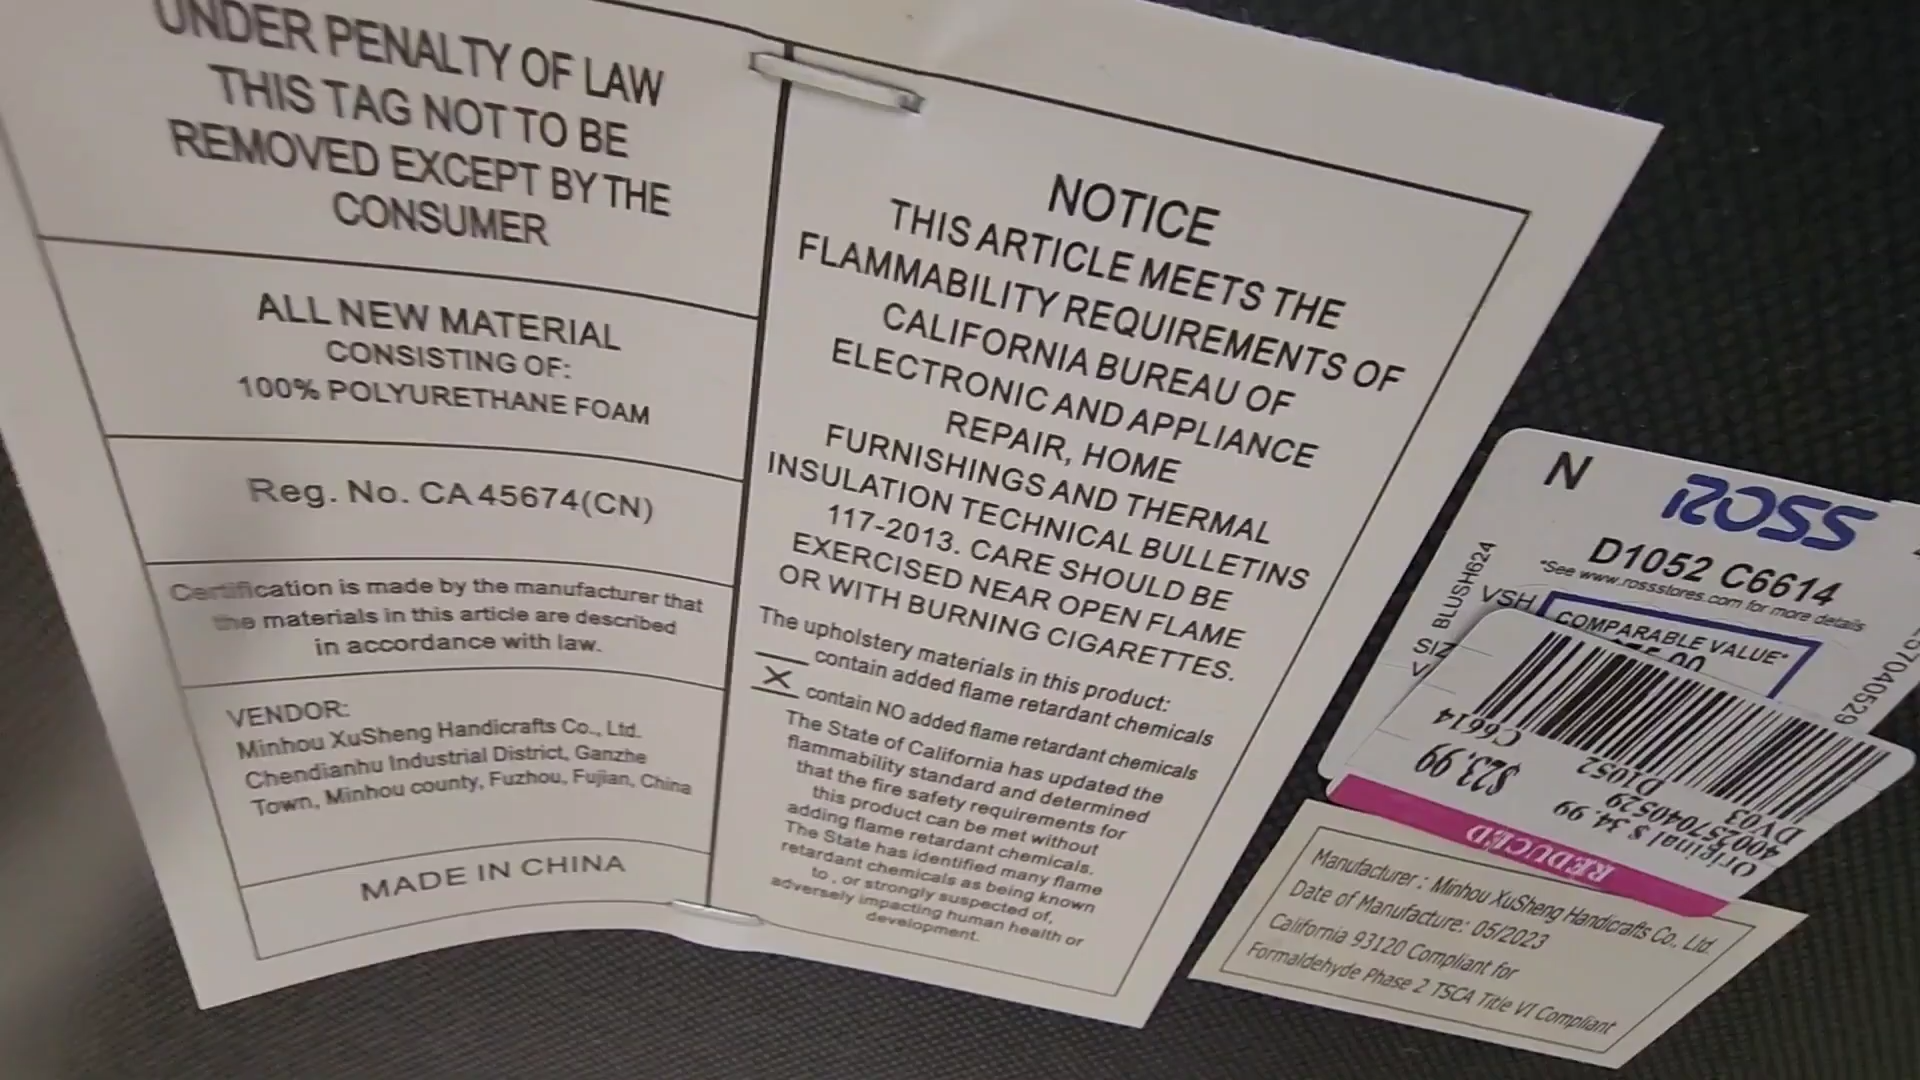 UNDER PENALTY OF LAW
THIS TAG NOT TO BE
REMOVED EXCEPT BY THE
CONSUMER
ALL NEW MATERIAL
CONSISTING OF:
100% POLYURETHANE FOAM
Reg. No. CA 45674(CN)
Certification is made by the manufacturer that
the materials in this article are described
in accordance with law.
VENDOR:
Minhou XuSheng Handicrafts Co., Ltd.
Chendianhu Industrial District, Ganzhe
Town, Minhou county, Fuzhou, Fujian, China
MADE IN CHINA
NOTICE
THIS ARTICLE MEETS THE
FLAMMABILITY REQUIREMENTS OF
CALIFORNIA BUREAU OF
ELECTRONIC AND APPLIANCE
REPAIR, HOME
FURNISHINGS AND THERMAL
INSULATION TECHNICAL BULLETINS
117-2013. CARE SHOULD BE
EXERCISED NEAR OPEN FLAME
OR WITH BURNING CIGARETTES.
The upholstery materials in this product:
contain added flame retardant chemicals
X contain NO added flame retardant chemicals
The State of California has updated the
flammability standard and determined
that the fire safety requirements for
this product can be met without
adding flame retardant chemicals.
The State has identified many flame
retardant chemicals as being known
to , or strongly suspected of,
adversely impacting human health or
development.
N ROSS
D1052 C6614
*See www.rossstores.com for more details
BLUSH624
VSH
COMPARABLE VALUE*
SIZ
V
C6614
$23.99
D1052
Original $ 34.99
400257040529
DV03
REDUCED
Manufacturer : Minhou XuSheng Handicrafts Co., Ltd.
Date of Manufacture: 05/2023
California 93120 Compliant for
Formaldehyde Phase 2 TSCA Title VI Compliant